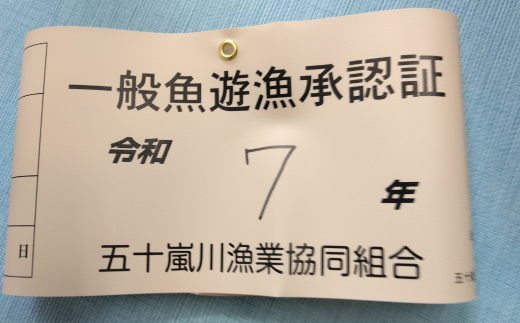 一般魚遊漁承認証
令和 7 年
五十嵐川漁業協同組合
日